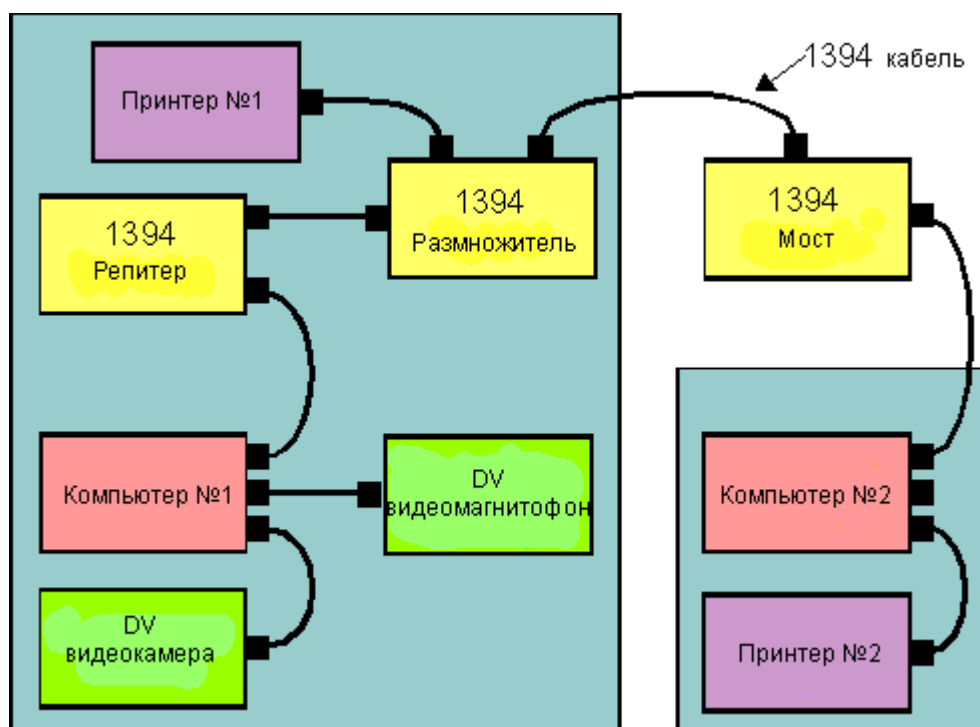 1394 кабель
Принтер №1
1394
Размножитель
1394
Мост
1394
Репитер
Компьютер №1
DV
видеомагнитофон
Компьютер №2
DV
видеокамера
Принтер №2